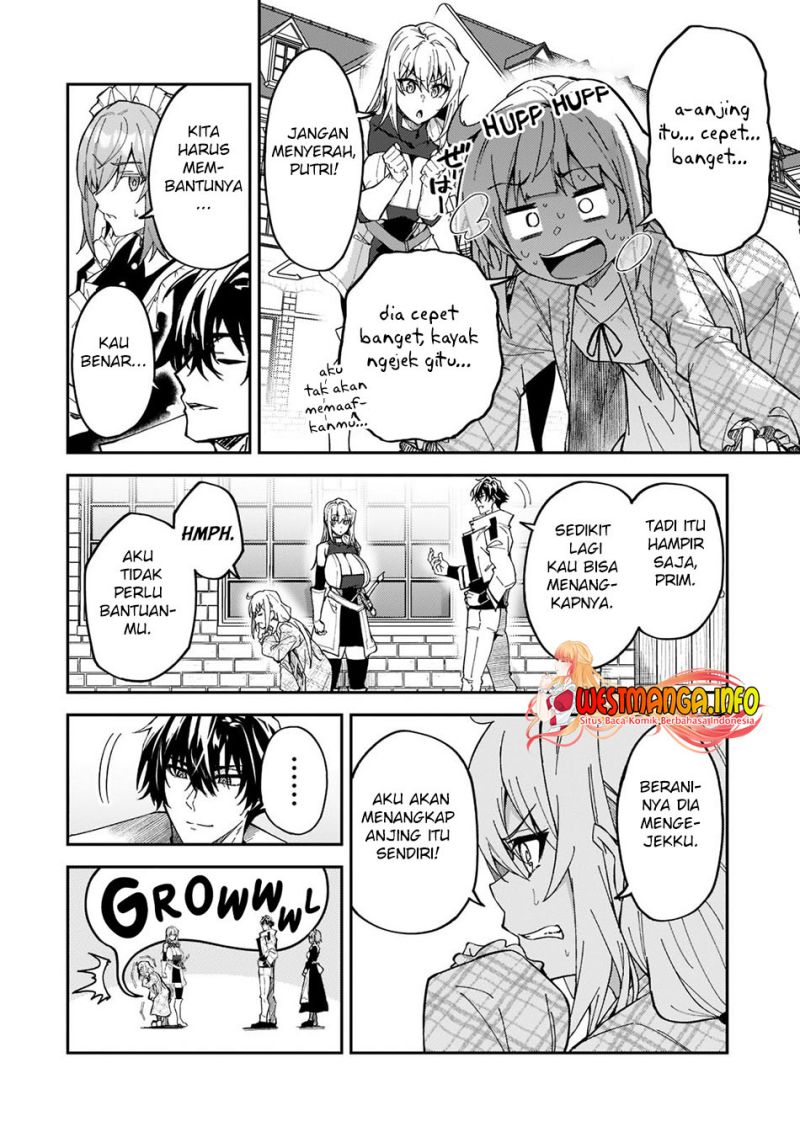 a-anjing
itu... cepet...
banget...
HUFF HUFF
ぜーはー
JANGAN
MENYERAH,
PUTRI!
dia cepet
banget, kayak
ngejek gitu...
aku
tak akan
memaaf-
kanmu...
KITA
HARUS
MEM-
BANTUNYA
...
KAU
BENAR...
TADI ITU
HAMPIR
SAJA,
PRIM.
SEDIKIT
LAGI
KAU BISA
MENANG-
KAPNYA.
HMPH.
AKU
TIDAK
PERLU
BANTUAN-
MU.
WESTMANGA.INFO
Situs Baca Komik Berbahasa Indonesia
BERANI-
NYA DIA
MENGE-
JEKKU.
AKU AKAN
MENANGKAP
ANJING ITU
SENDIRI!
...
GROWWWL